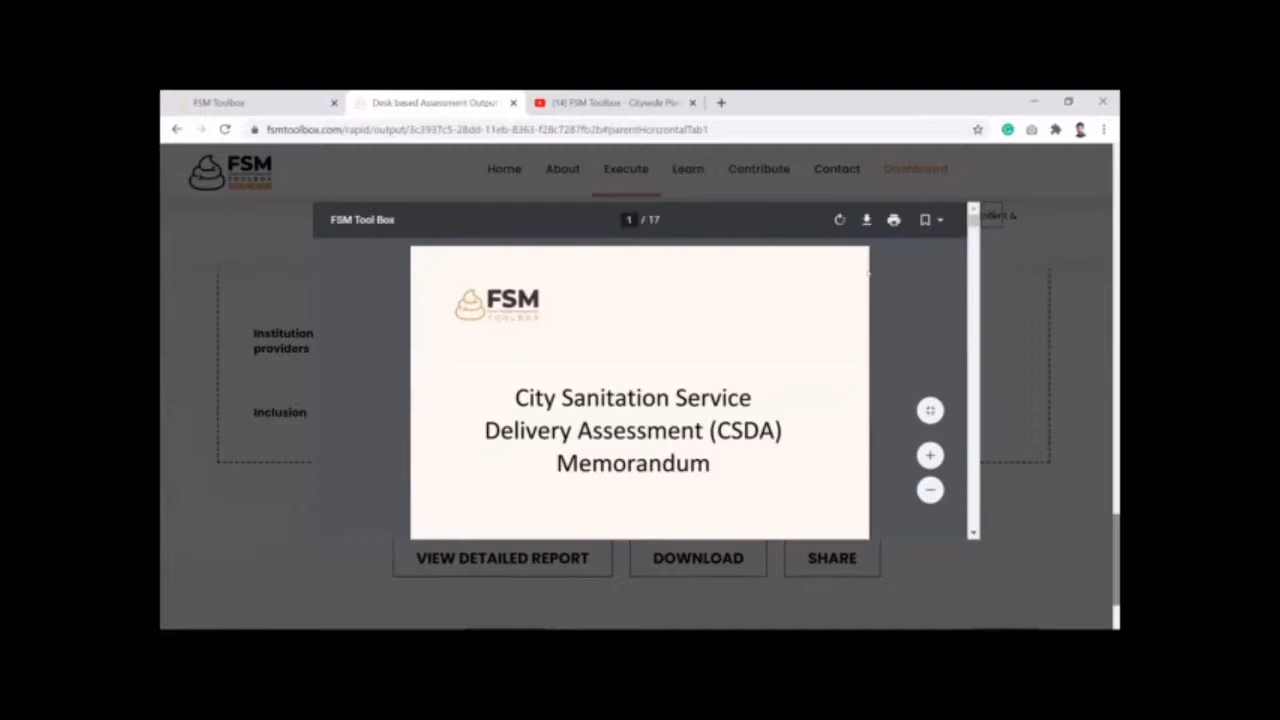 FSM Toolbox
Desk based Assessment Output
(14) FSM Toolbox - Citywide Pla
fsmtoolbox.com/rapid/output/3c3937c5-28dd-11eb-8363-f28c7287fb2b#parentHorizontalTab1
FSM
TOOLBOX
Home
About
Execute
Learn
Contribute
Contact
Dashboard
FSM Tool Box
1 / 17
FSM
TOOLBOX
Institution
providers
Inclusion
City Sanitation Service
Delivery Assessment (CSDA)
Memorandum
VIEW DETAILED REPORT
DOWNLOAD
SHARE